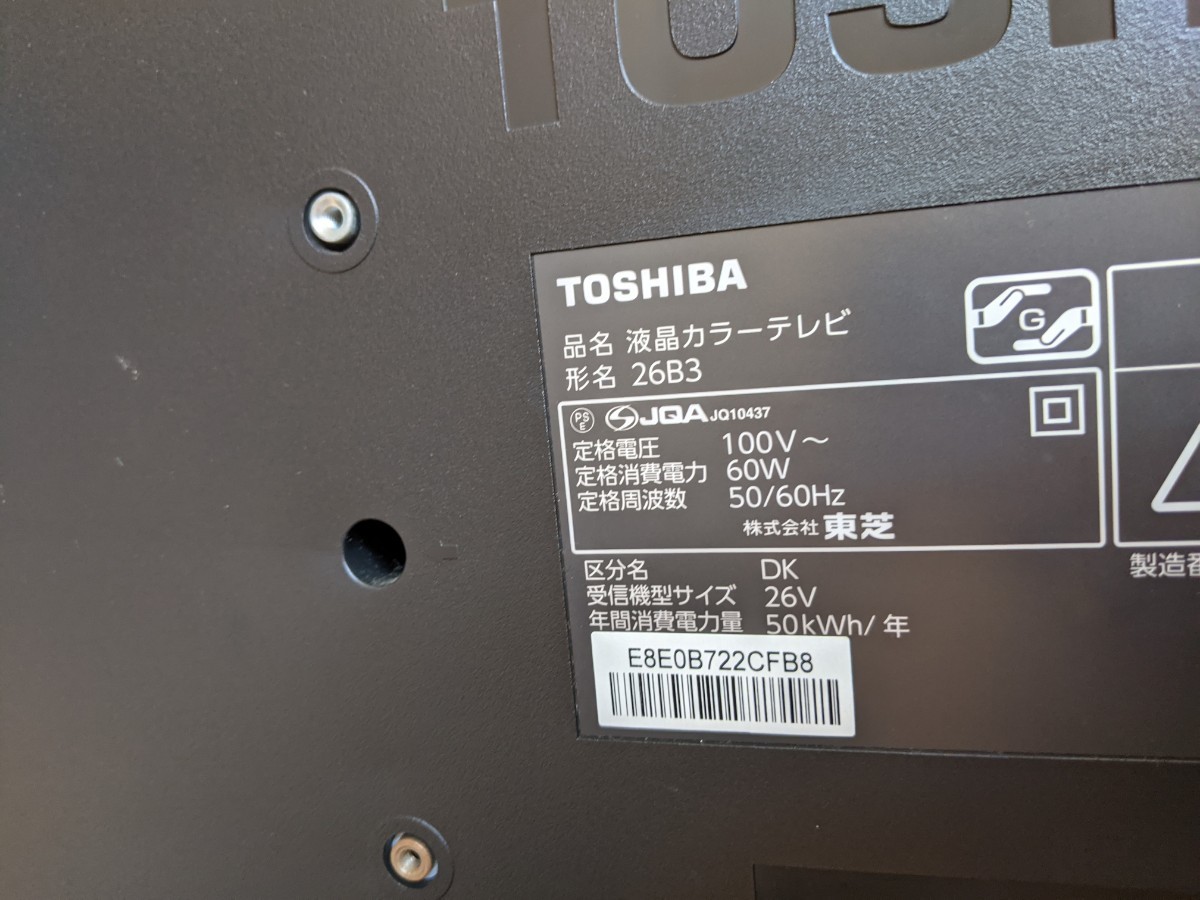 TOSHIBA
品名 液晶カラーテレビ
形名 26B3
G
PS
E
JQA JQ10437
定格電圧 100V～
定格消費電力 60W
定格周波数 50/60Hz
株式会社 東芝
区分名 DK
受信機型サイズ 26V
年間消費電力量 50kWh/年
E8E0B722CFB8
製造番